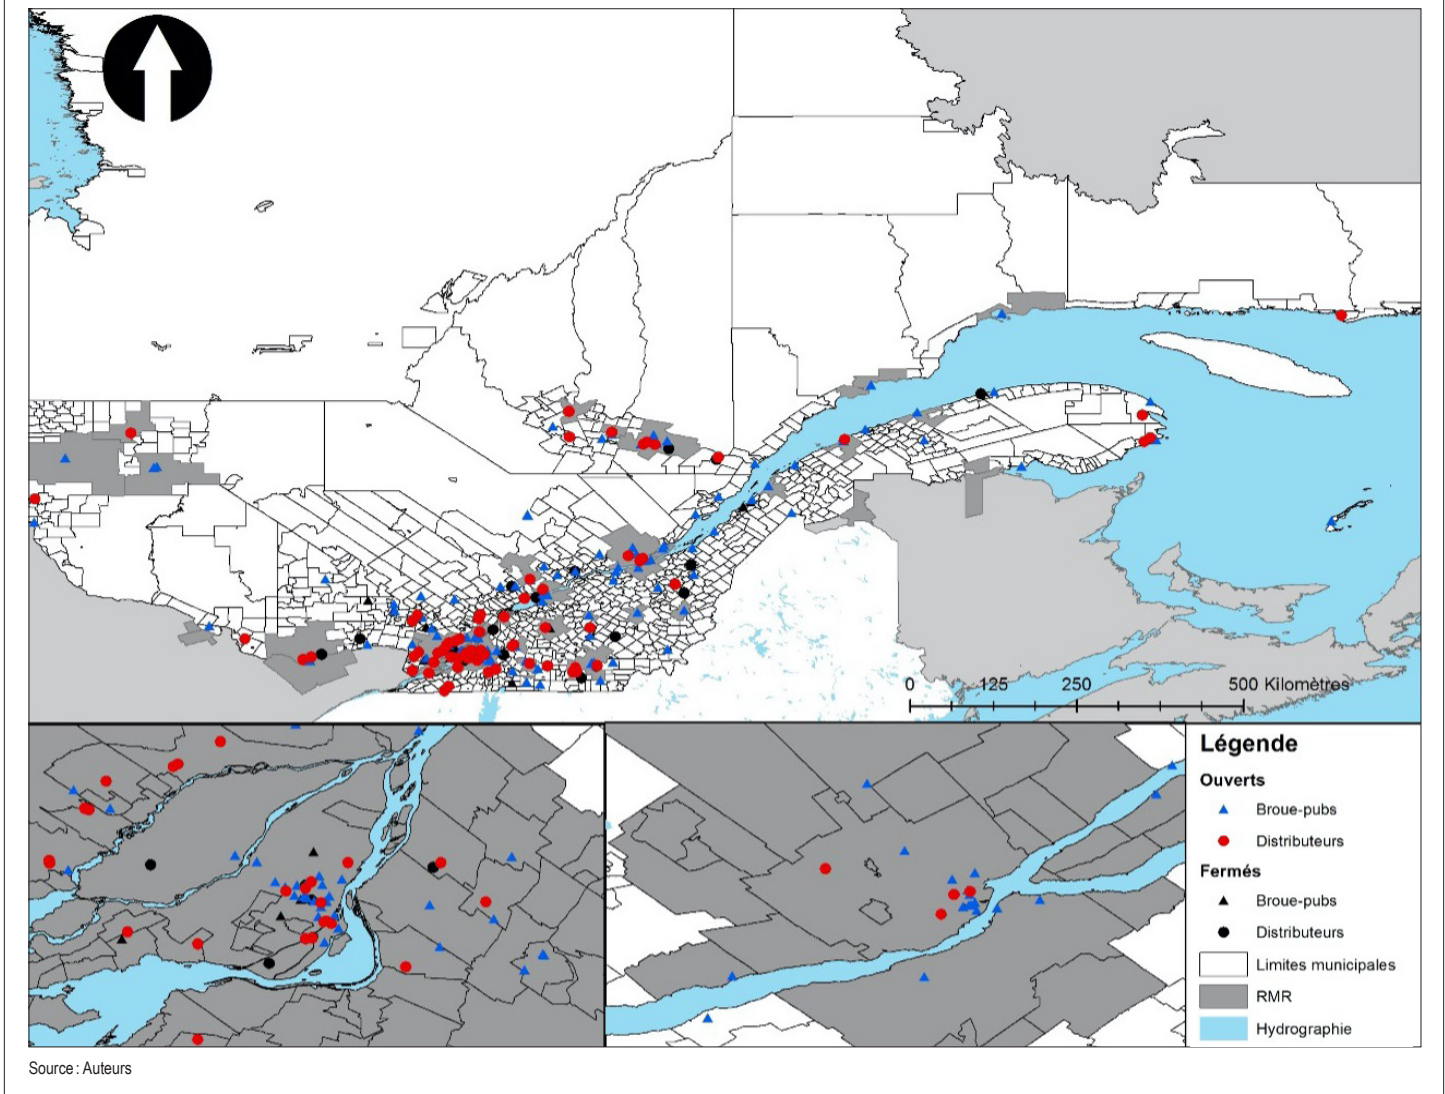 0 125 250 500 Kilomètres
Légende
Ouverts
Broue-pubs
Distributeurs
Fermés
Broue-pubs
Distributeurs
Limites municipales
RMR
Hydrographie
Source : Auteurs